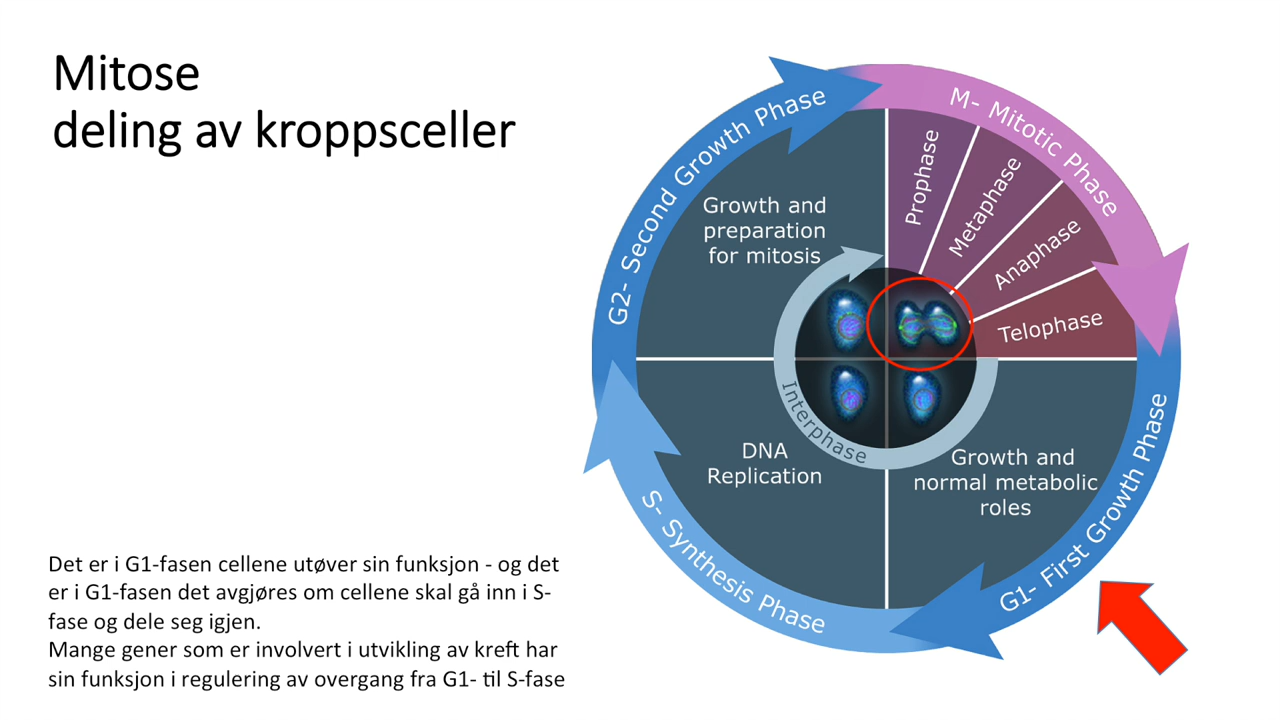 Mitose
deling av kroppsceller
G2- Second Growth Phase
M- Mitotic Phase
Growth and
preparation
for mitosis
Prophase
Metaphase
Anaphase
Telophase
Interphase
DNA
Replication
Growth and
normal metabolic
roles
S- Synthesis Phase
G1- First Growth Phase
Det er i G1-fasen cellene utøver sin funksjon - og det
er i G1-fasen det avgjøres om cellene skal gå inn i S-
fase og dele seg igjen.
Mange gener som er involvert i utvikling av kreft har
sin funksjon i regulering av overgang fra G1- til S-fase